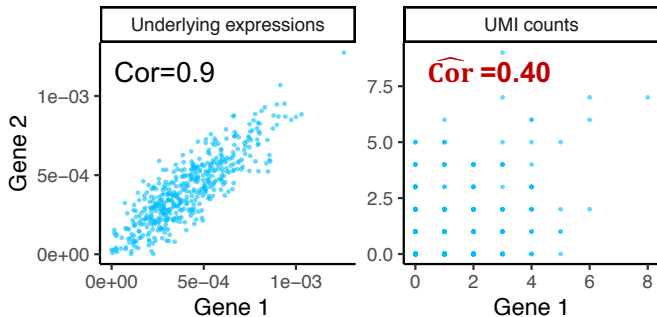 Underlying expressions
Cor=0.9
Gene 2
1e−03
5e−04
0e+00
0e+00 5e−04 1e−03
Gene 1
UMI counts
Ĉor =0.40
7.5
5.0
2.5
0.0
0 2 4 6 8
Gene 1